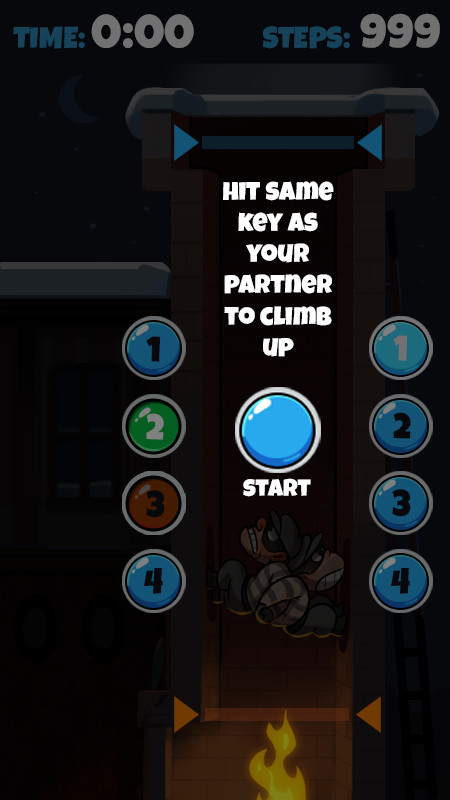 TIME: 0:00 STEPS: 999
HIT SAME
KEY AS
YOUR
PARTNER
TO CLIMB
UP
1 1
2 2
3 3
START
4 4